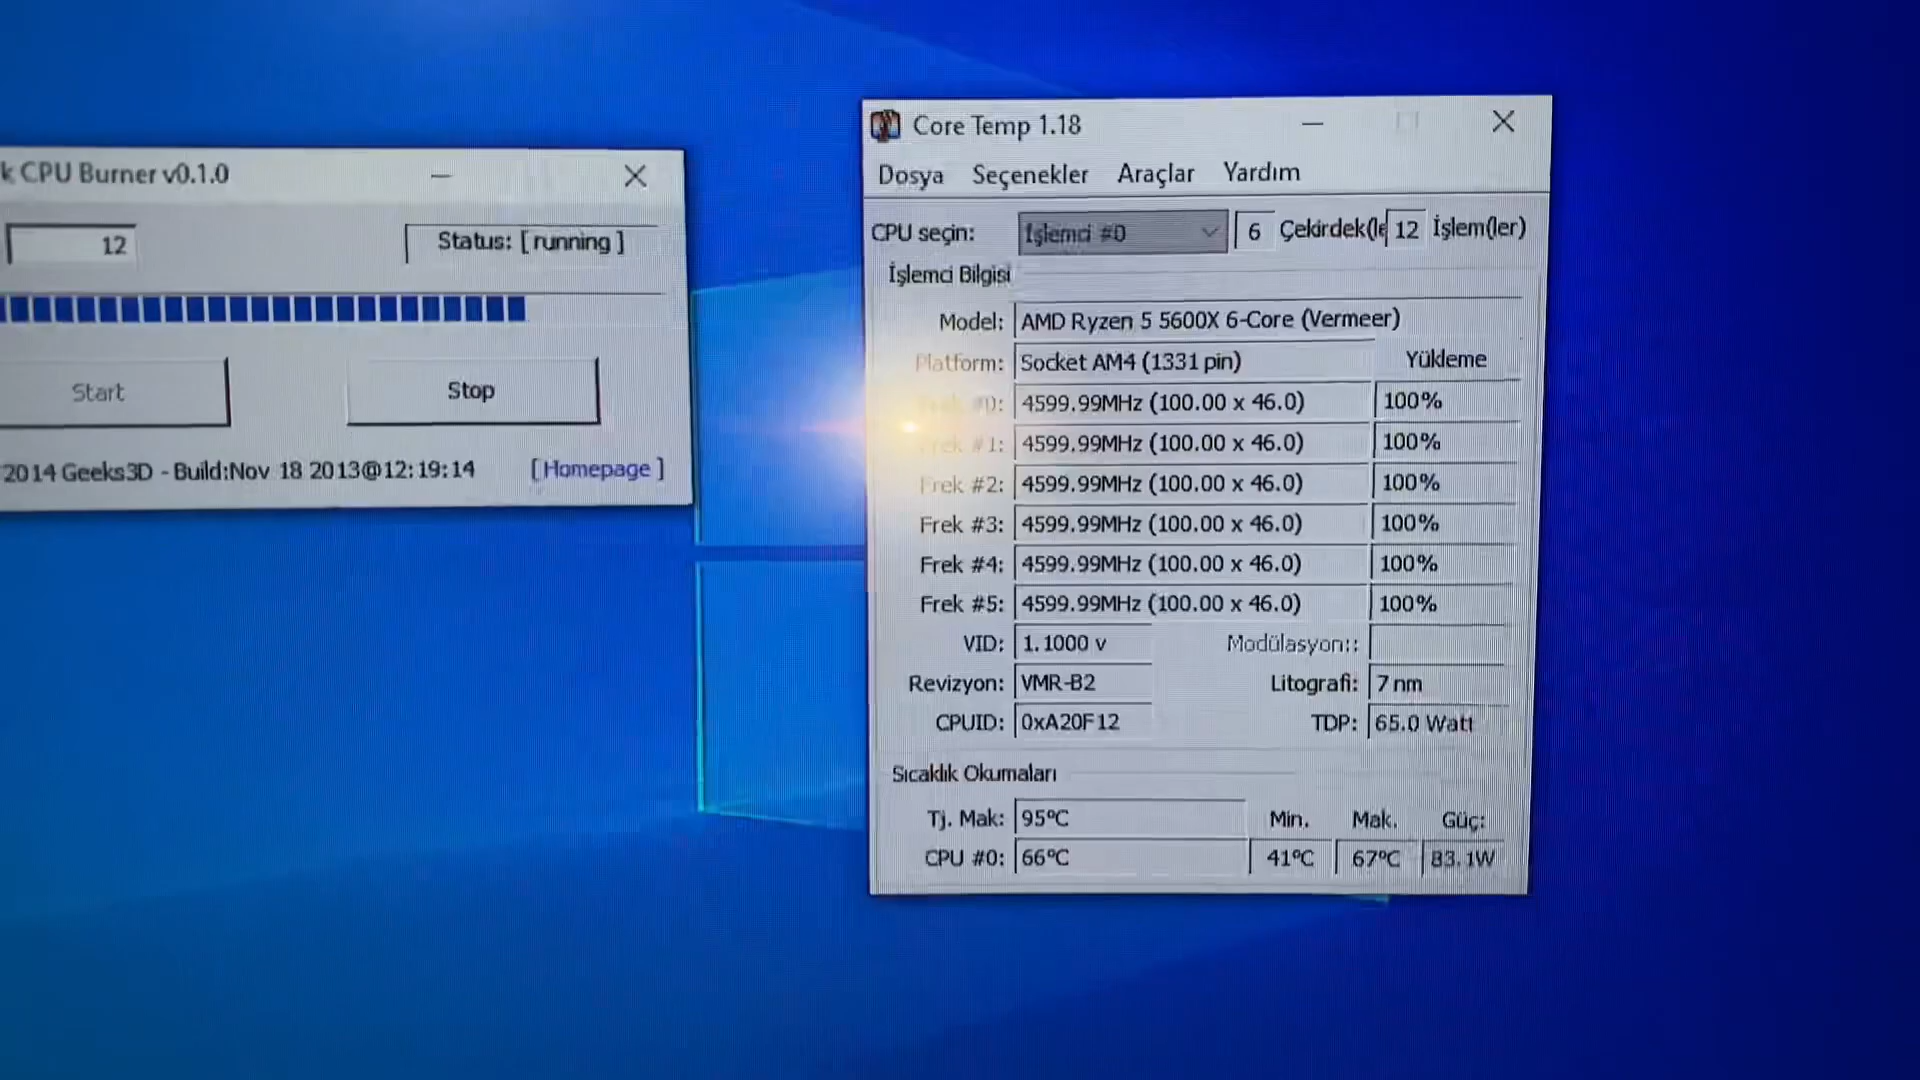 k CPU Burner v0.1.0
12
Status: [ running ]
Start
Stop
2014 Geeks3D - Build:Nov 18 2013@12:19:14
[ Homepage ]
Core Temp 1.18
Dosya Seçenekler Araçlar Yardım
CPU seçin: İşlemci #0 6 Çekirdek(le 12 İşlem(ler)
İşlemci Bilgisi
Model: AMD Ryzen 5 5600X 6-Core (Vermeer)
Platform: Socket AM4 (1331 pin) Yükleme
Frek #0: 4599.99MHz (100.00 x 46.0) 100%
Frek #1: 4599.99MHz (100.00 x 46.0) 100%
Frek #2: 4599.99MHz (100.00 x 46.0) 100%
Frek #3: 4599.99MHz (100.00 x 46.0) 100%
Frek #4: 4599.99MHz (100.00 x 46.0) 100%
Frek #5: 4599.99MHz (100.00 x 46.0) 100%
VID: 1.1000 v Modülasyon::
Revizyon: VMR-B2 Litografi: 7 nm
CPUID: 0xA20F12 TDP: 65.0 Watt
Sıcaklık Okumaları
Tj. Mak: 95°C Min. Mak. Güç:
CPU #0: 66°C 41°C 67°C 83.1W